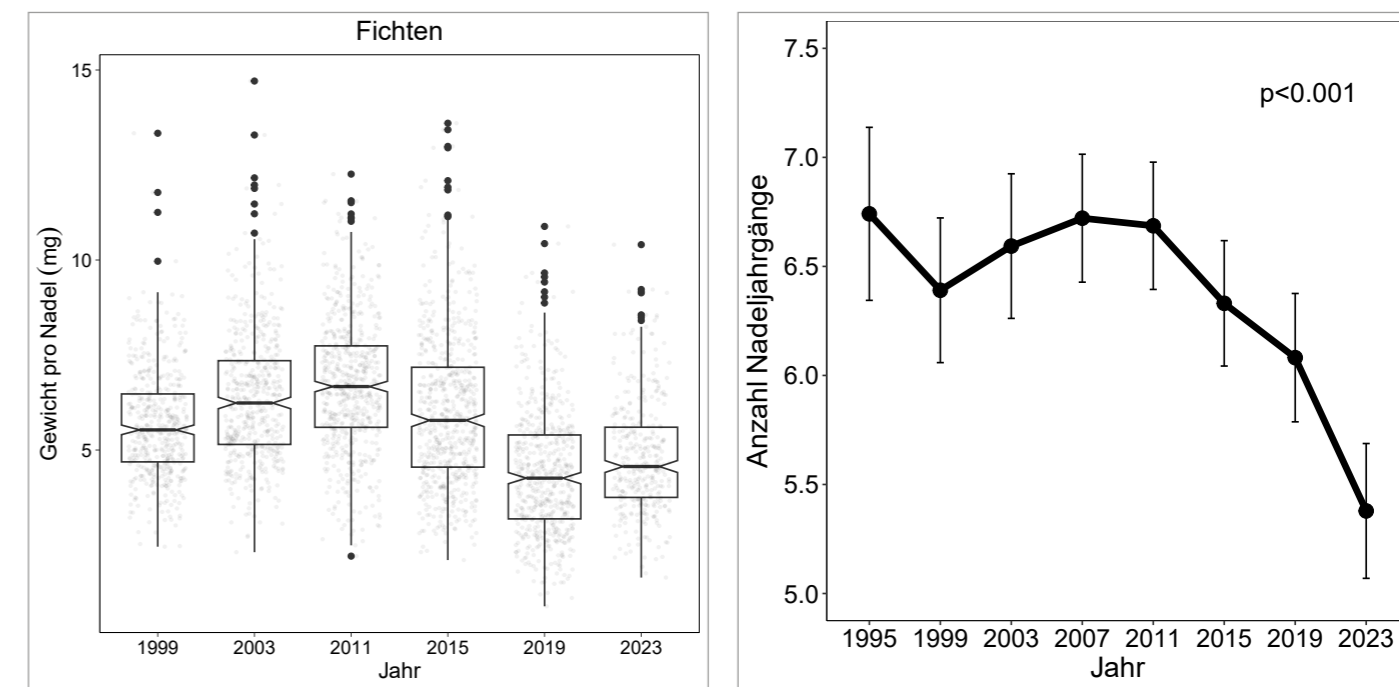 Fichten
15
10
5
Gewicht pro Nadel (mg)
1999 2003 2011 2015 2019 2023
Jahr
7.5
7.0
6.5
6.0
5.5
5.0
Anzahl Nadeljahrgänge
p<0.001
1995 1999 2003 2007 2011 2015 2019 2023
Jahr